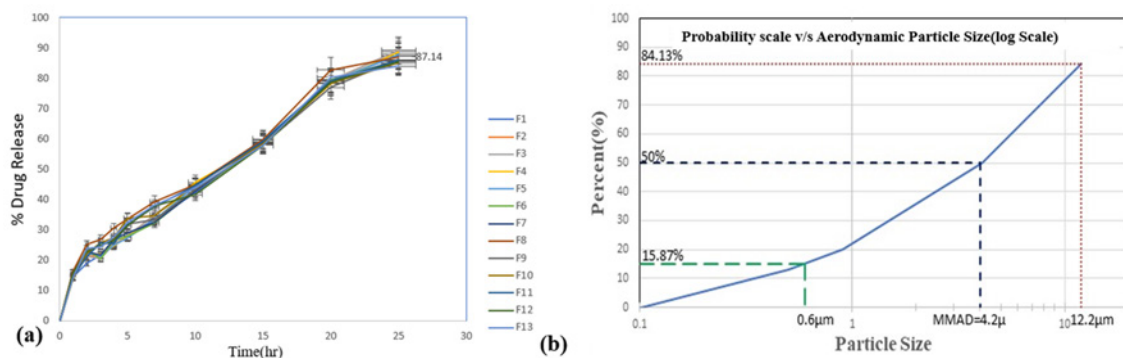 100
90
80
70
60
50
40
30
20
10
0
% Drug Release
87.14
0
5
10
15
20
25
30
Time(hr)
(a)
F1
F2
F3
F4
F5
F6
F7
F8
F9
F10
F11
F12
F13
Probability scale v/s Aerodynamic Particle Size(log Scale)
100
90
84.13%
80
70
60
50%
50
40
30
20
15.87%
10
0
Percent(%)
0.1
0.6µm
1
MMAD=4.2µ
10
12.2µm
Particle Size
(b)